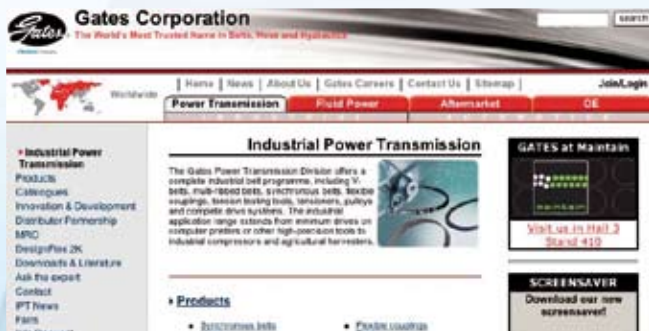 Gates
Gates Corporation
The World's Most Trusted Name in Belts, Hose and Hydraulics
search
Worldwide
| Home | News | About Us | Gates Careers | Contact Us | Sitemap |
Join/Login
Power Transmission
Fluid Power
Aftermarket
OE
Industrial Power
Transmission
Products
Catalogues
Innovation & Development
Distributor Partnership
MRO
DesignFlex 2K
Downloads & Literature
Ask the expert
Contact
IPT News
Fairs
Industrial Power Transmission
The Gates Power Transmission Division offers a
complete industrial belt programme, including V-
belts, multi-ribbed belts, synchronous belts, flexible
couplings, tension testing tools, tensioners, pulleys
and complete drive systems. The industrial
application range extends from minimum drives on
computer printers or other high-precision tools to
industrial compressors and agricultural harvesters.
Products
Synchronous belts
Flexible couplings
GATES at Maintain
maintain
Visit us in Hall 3
Stand 410
SCREENSAVER
Download our new
screensaver!